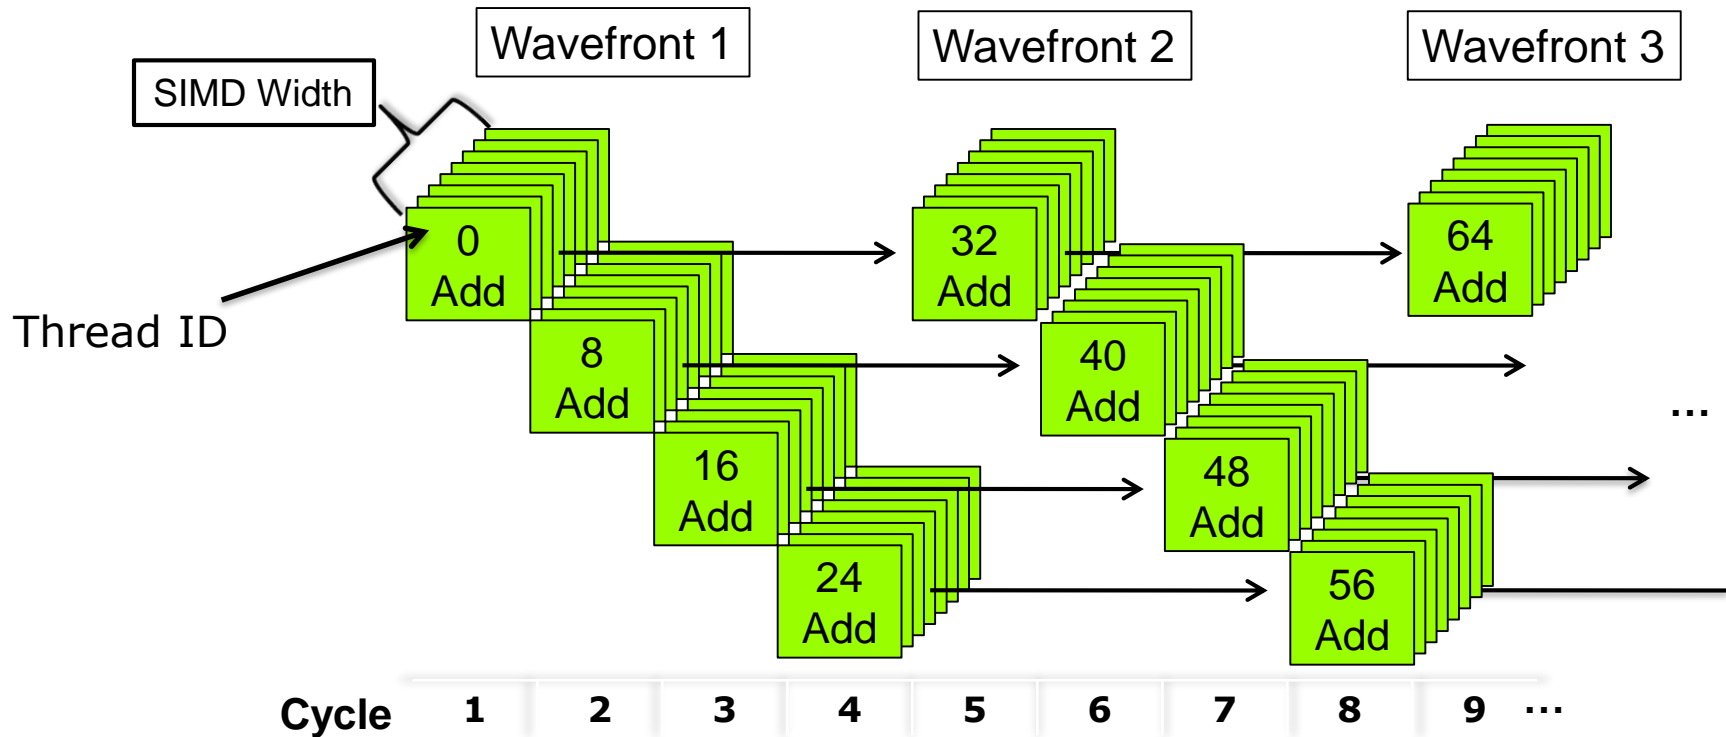 Wavefront 1
Wavefront 2
Wavefront 3
SIMD Width
0
Add
32
Add
64
Add
Thread ID
8
Add
40
Add
...
16
Add
48
Add
24
Add
56
Add
Cycle 1 2 3 4 5 6 7 8 9 ...